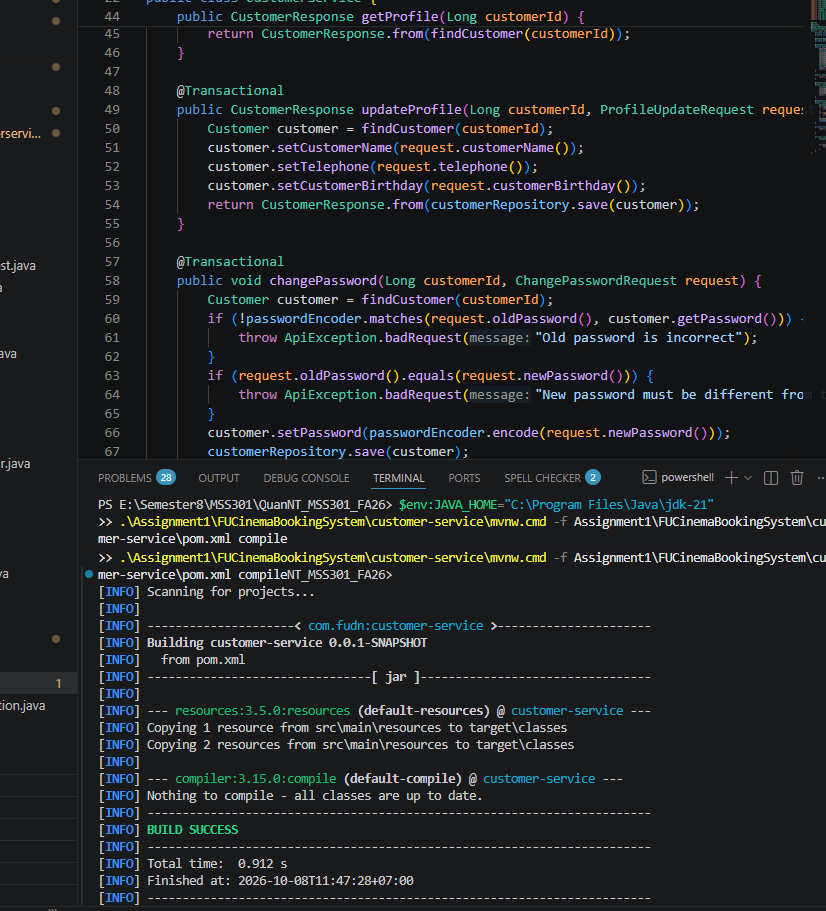 22 public class CustomerService {
44 public CustomerResponse getProfile(Long customerId) {
45 return CustomerResponse.from(findCustomer(customerId));
46 }
47
48 @Transactional
49 public CustomerResponse updateProfile(Long customerId, ProfileUpdateRequest reques
50 Customer customer = findCustomer(customerId);
51 customer.setCustomerName(request.customerName());
52 customer.setTelephone(request.telephone());
53 customer.setCustomerBirthday(request.customerBirthday());
54 return CustomerResponse.from(customerRepository.save(customer));
55 }
56
57 @Transactional
58 public void changePassword(Long customerId, ChangePasswordRequest request) {
59 Customer customer = findCustomer(customerId);
60 if (!passwordEncoder.matches(request.oldPassword(), customer.getPassword())) {
61 throw ApiException.badRequest(message: "Old password is incorrect");
62 }
63 if (request.oldPassword().equals(request.newPassword())) {
64 throw ApiException.badRequest(message: "New password must be different from t
65 }
66 customer.setPassword(passwordEncoder.encode(request.newPassword()));
67 customerRepository.save(customer);
erservi...
st.java
a
ava
r.java
va
1
tion.java
PROBLEMS 28 OUTPUT DEBUG CONSOLE TERMINAL PORTS SPELL CHECKER 2 powershell
PS E:\Semester8\MSS301\QuanNT_MSS301_FA26> $env:JAVA_HOME="C:\Program Files\Java\jdk-21"
>> .\Assignment1\FUCinemaBookingSystem\customer-service\mvnw.cmd -f Assignment1\FUCinemaBookingSystem\cu
mer-service\pom.xml compile
>> .\Assignment1\FUCinemaBookingSystem\customer-service\mvnw.cmd -f Assignment1\FUCinemaBookingSystem\cu
mer-service\pom.xml compileNT_MSS301_FA26>
[INFO] Scanning for projects...
[INFO]
[INFO] ---------------------< com.fudn:customer-service >----------------------
[INFO] Building customer-service 0.0.1-SNAPSHOT
[INFO] from pom.xml
[INFO] --------------------------------[ jar ]---------------------------------
[INFO]
[INFO] --- resources:3.5.0:resources (default-resources) @ customer-service ---
[INFO] Copying 1 resource from src\main\resources to target\classes
[INFO] Copying 2 resources from src\main\resources to target\classes
[INFO]
[INFO] --- compiler:3.15.0:compile (default-compile) @ customer-service ---
[INFO] Nothing to compile - all classes are up to date.
[INFO] ------------------------------------------------------------------------
[INFO] BUILD SUCCESS
[INFO] ------------------------------------------------------------------------
[INFO] Total time:  0.912 s
[INFO] Finished at: 2026-10-08T11:47:28+07:00
[INFO] ------------------------------------------------------------------------